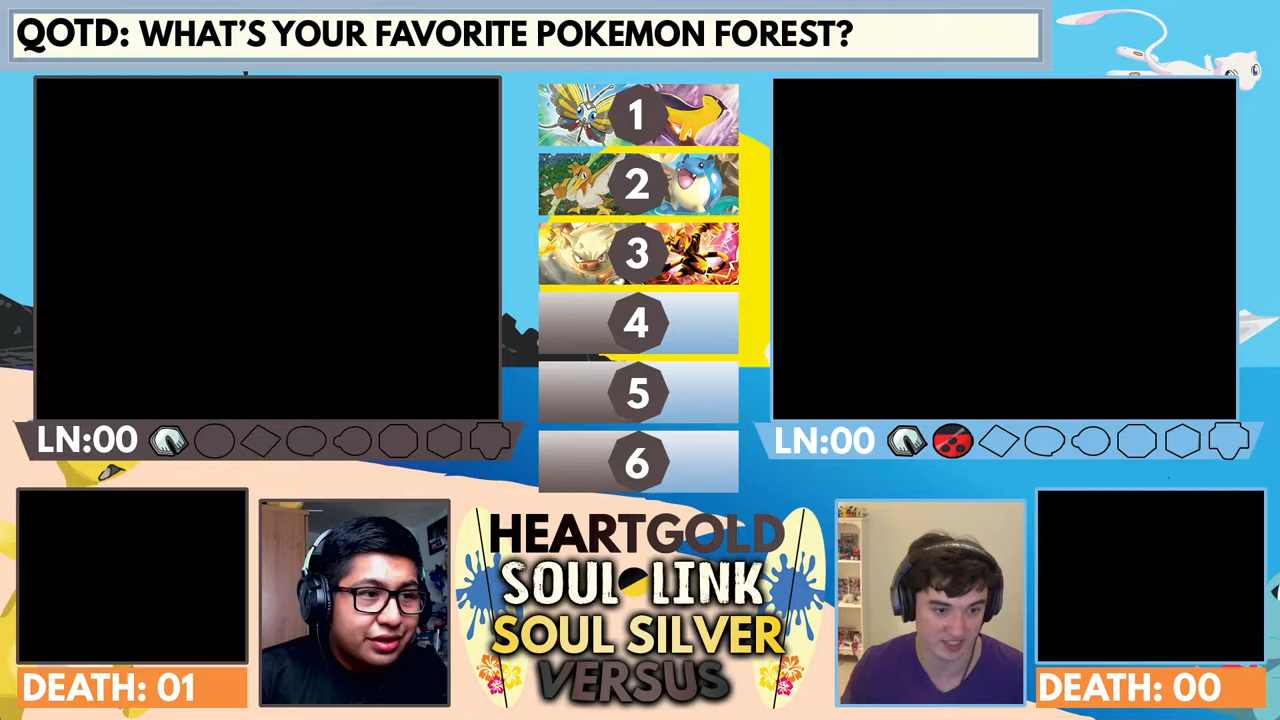 QOTD: WHAT'S YOUR FAVORITE POKEMON FOREST?
1
2
3
4
5
6
LN:00
LN:00
HEARTGOLD
SOUL LINK
SOUL SILVER
VERSUS
DEATH: 01
DEATH: 00